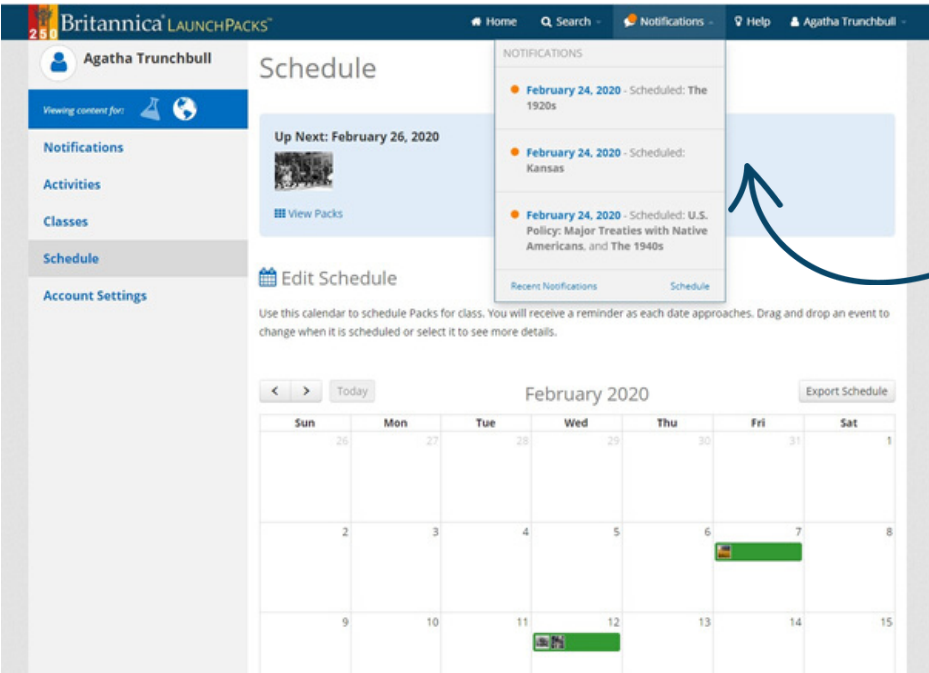 Britannica® LAUNCHPACKS™
250
Home Search Notifications Help Agatha Trunchbull
Agatha Trunchbull
Viewing content for:
Notifications
Activities
Classes
Schedule
Account Settings
Schedule
Up Next: February 26, 2020
View Packs
NOTIFICATIONS
February 24, 2020 - Scheduled: The
1920s
February 24, 2020 - Scheduled:
Kansas
February 24, 2020 - Scheduled: U.S.
Policy: Major Treaties with Native
Americans, and The 1940s
Recent Notifications Schedule
Edit Schedule
Use this calendar to schedule Packs for class. You will receive a reminder as each date approaches. Drag and drop an event to
change when it is scheduled or select it to see more details.
< > Today February 2020 Export Schedule
Sun Mon Tue Wed Thu Fri Sat
26 27 28 29 30 31 1
2 3 4 5 6 7 8
9 10 11 12 13 14 15